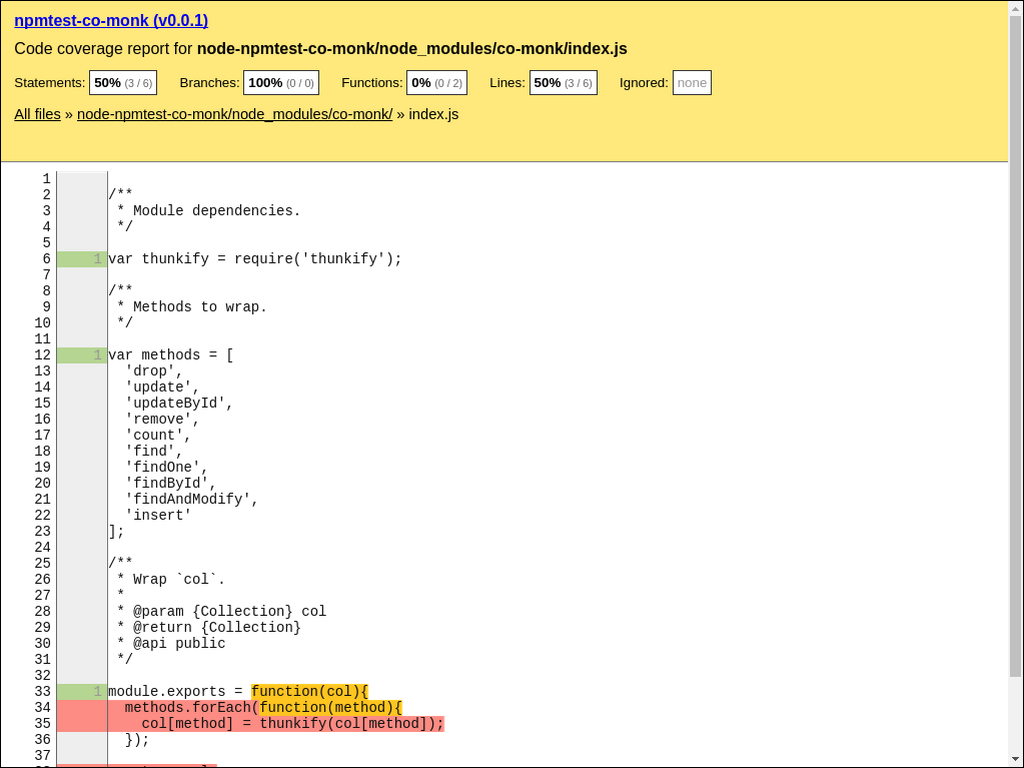 npmtest-co-monk (v0.0.1)
Code coverage report for node-npmtest-co-monk/node_modules/co-monk/index.js
Statements: 50% (3 / 6) Branches: 100% (0 / 0) Functions: 0% (0 / 2) Lines: 50% (3 / 6) Ignored: none
All files » node-npmtest-co-monk/node_modules/co-monk/ » index.js
1
2 /**
3 * Module dependencies.
4 */
5
6 1 var thunkify = require('thunkify');
7
8 /**
9 * Methods to wrap.
10 */
11
12 1 var methods = [
13 'drop',
14 'update',
15 'updateById',
16 'remove',
17 'count',
18 'find',
19 'findOne',
20 'findById',
21 'findAndModify',
22 'insert'
23 ];
24
25 /**
26 * Wrap `col`.
27 *
28 * @param {Collection} col
29 * @return {Collection}
30 * @api public
31 */
32
33 1 module.exports = function(col){
34 methods.forEach(function(method){
35 col[method] = thunkify(col[method]);
36 });
37